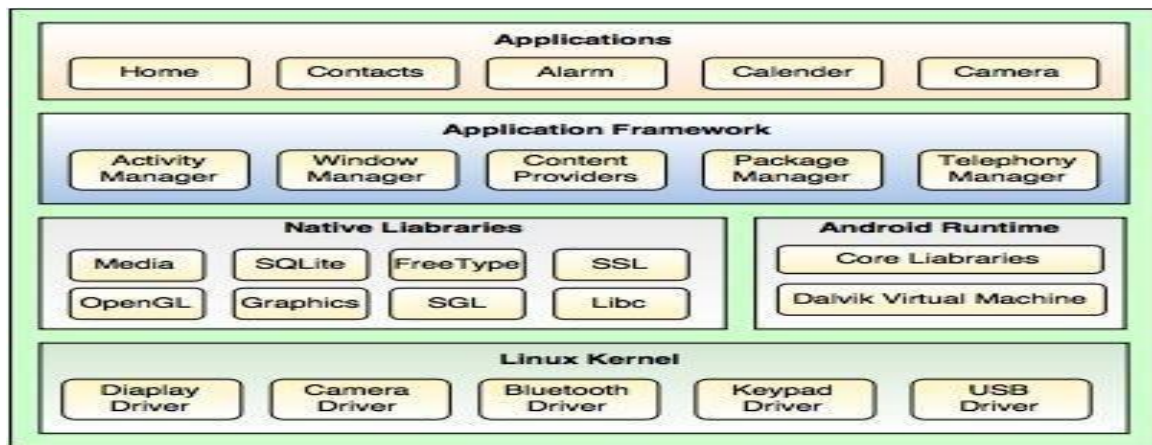 Applications
Home Contacts Alarm Calender Camera
Application Framework
Activity Manager
Window Manager
Content Providers
Package Manager
Telephony Manager
Native Liabraries
Media SQLite FreeType SSL
OpenGL Graphics SGL Libc
Android Runtime
Core Liabraries
Dalvik Virtual Machine
Linux Kernel
Diaplay Driver
Camera Driver
Bluetooth Driver
Keypad Driver
USB Driver